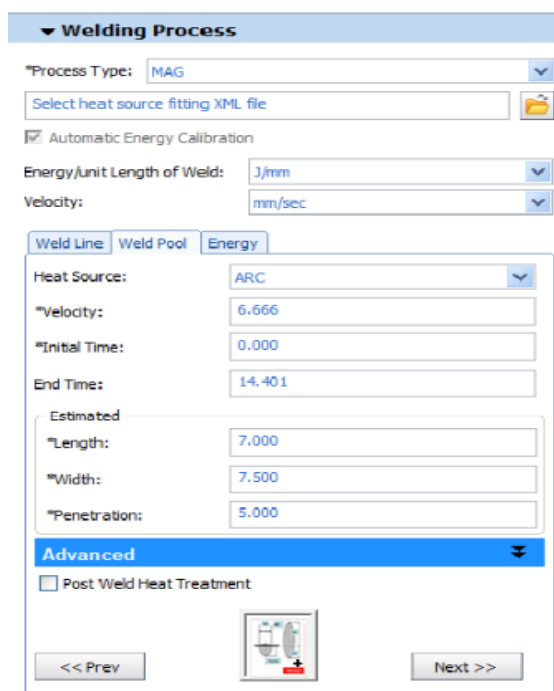 Welding Process
*Process Type: MAG
Select heat source fitting XML file
Automatic Energy Calibration
Energy/unit Length of Weld: J/mm
Velocity: mm/sec
Weld Line Weld Pool Energy
Heat Source: ARC
*Velocity: 6.666
*Initial Time: 0.000
End Time: 14.401
Estimated
*Length: 7.000
*Width: 7.500
*Penetration: 5.000
Advanced
Post Weld Heat Treatment
<< Prev Next >>